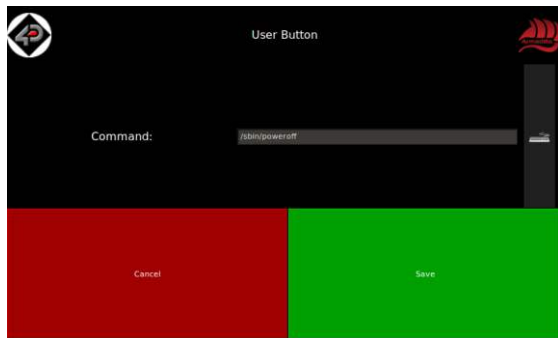 User Button
Command:
/sbin/poweroff
Cancel
Save